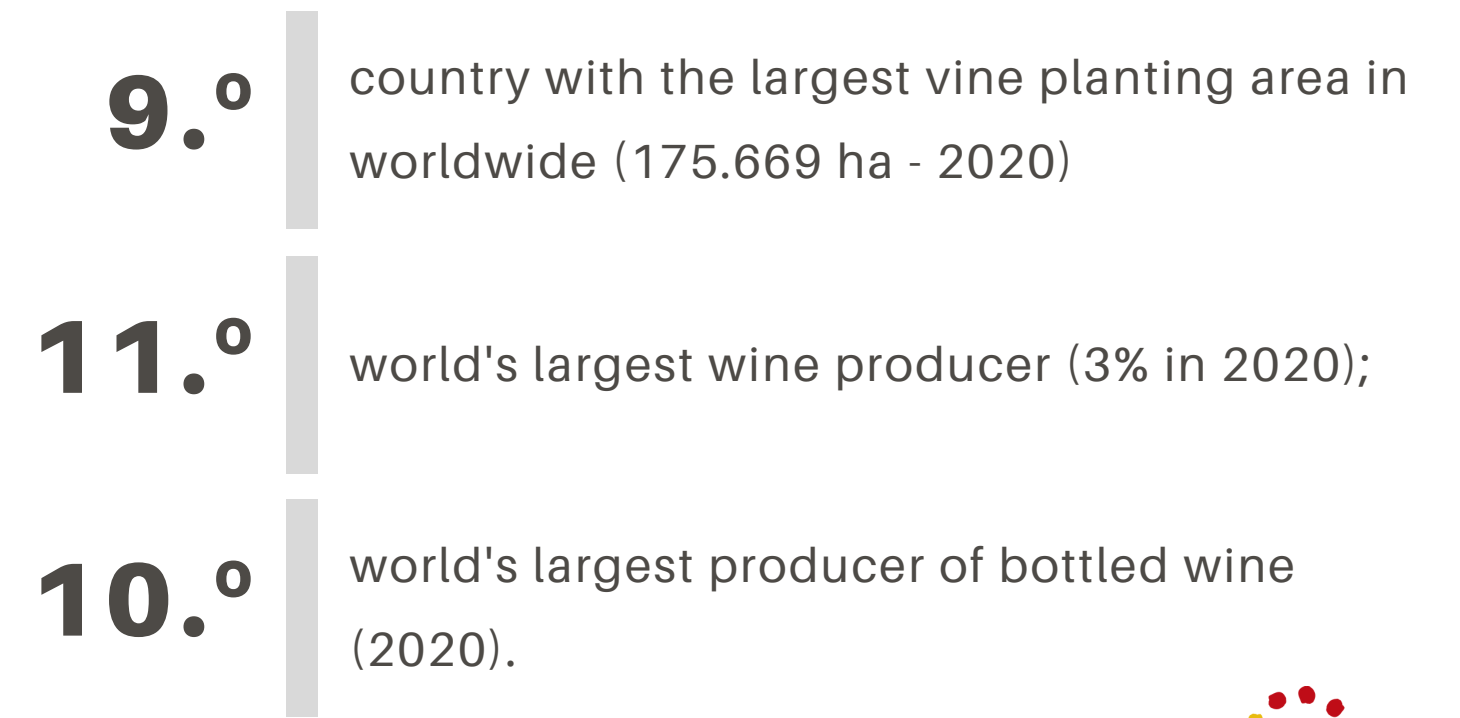 9.º
country with the largest vine planting area in
worldwide (175.669 ha - 2020)
11.º
world's largest wine producer (3% in 2020);
10.º
world's largest producer of bottled wine
(2020).